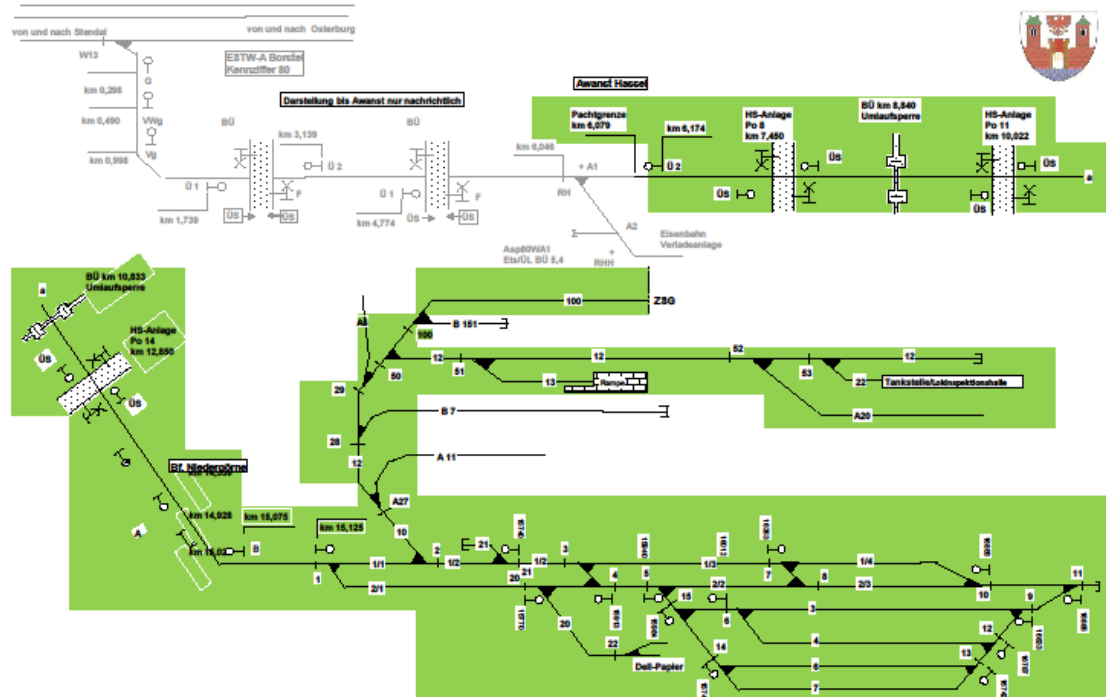 von und nach Stendal
von und nach Osterburg
W13
G
ESTW-A Borstel
Kennziffer 80
km 0,298
km 0,490
VWg
km 0,998
Vg
Darstellung bis Awanst nur nachrichtlich
BÜ
km 3,139
BÜ
Ü 1
Ü 2
F
km 1,739
ÜS
ÜS
Ü 1
km 4,774
F
ÜS
ÜS
km 6,046
+ A1
RH
A2
Asp80WA1
Ets/ÜL BÜ 5,4
+
RHH
Eisenbahn
Verladeanlage
Awanst Hassel
Pachtgrenze
km 6,079
km 6,174
Ü 2
HS-Anlage
Po 8
km 7,450
ÜS
ÜS
BÜ km 8,840
Umlaufsperre
HS-Anlage
Po 11
km 10,022
ÜS
ÜS
a
BÜ km 10,833
Umlaufsperre
a
HS-Anlage
Po 14
km 12,850
ÜS
ÜS
100
ZSG
B 151
100
12
51
12
52
53
12
50
13
Rampe
22
Tankstelle/Lokinspektionshalle
A20
29
B 7
28
12
A 11
A27
10
Bf. Niedergörne
km 14,928
km 15,075
A
B
km 15,125
1
1/1
2
1/2
21
21
1/2
3
1/3
7
1/4
2/1
20
4
5
2/2
8
2/3
10
11
15
6
3
9
20
22
Dell-Papier
4
12
14
6
13
7